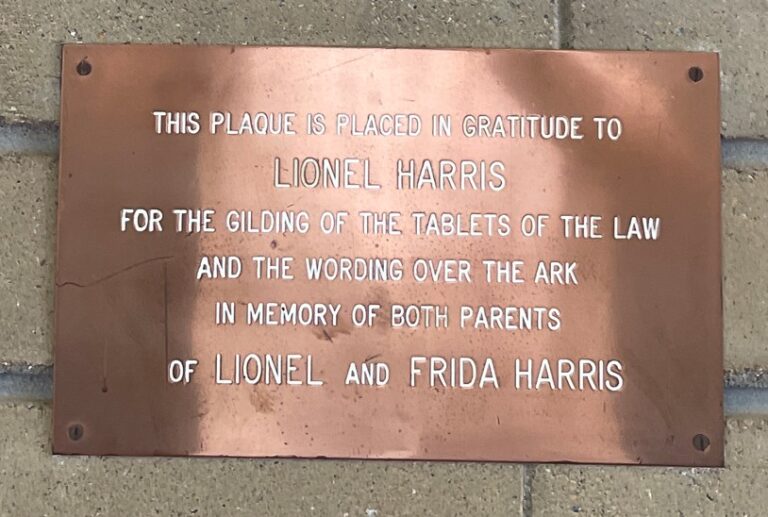 THIS PLAQUE IS PLACED IN GRATITUDE TO
LIONEL HARRIS
FOR THE GILDING OF THE TABLETS OF THE LAW
AND THE WORDING OVER THE ARK
IN MEMORY OF BOTH PARENTS
OF LIONEL AND FRIDA HARRIS